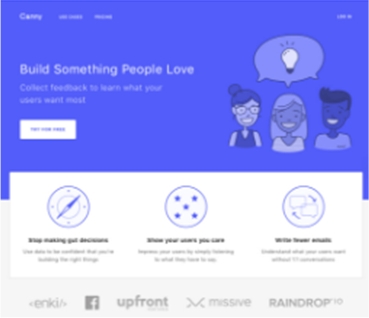 Canny
USE CASES
PRICING
LOG IN
Build Something People Love
Collect feedback to learn what your
users want most
TRY FOR FREE
Stop making gut decisions
Use data to be confident that you're
building the right things
Show your users you care
Impress your users by simply listening
to what they have to say
Write fewer emails
Understand what your users want
without 1:1 conversations
<enki/>
upfront
missive
RAINDROP.IO